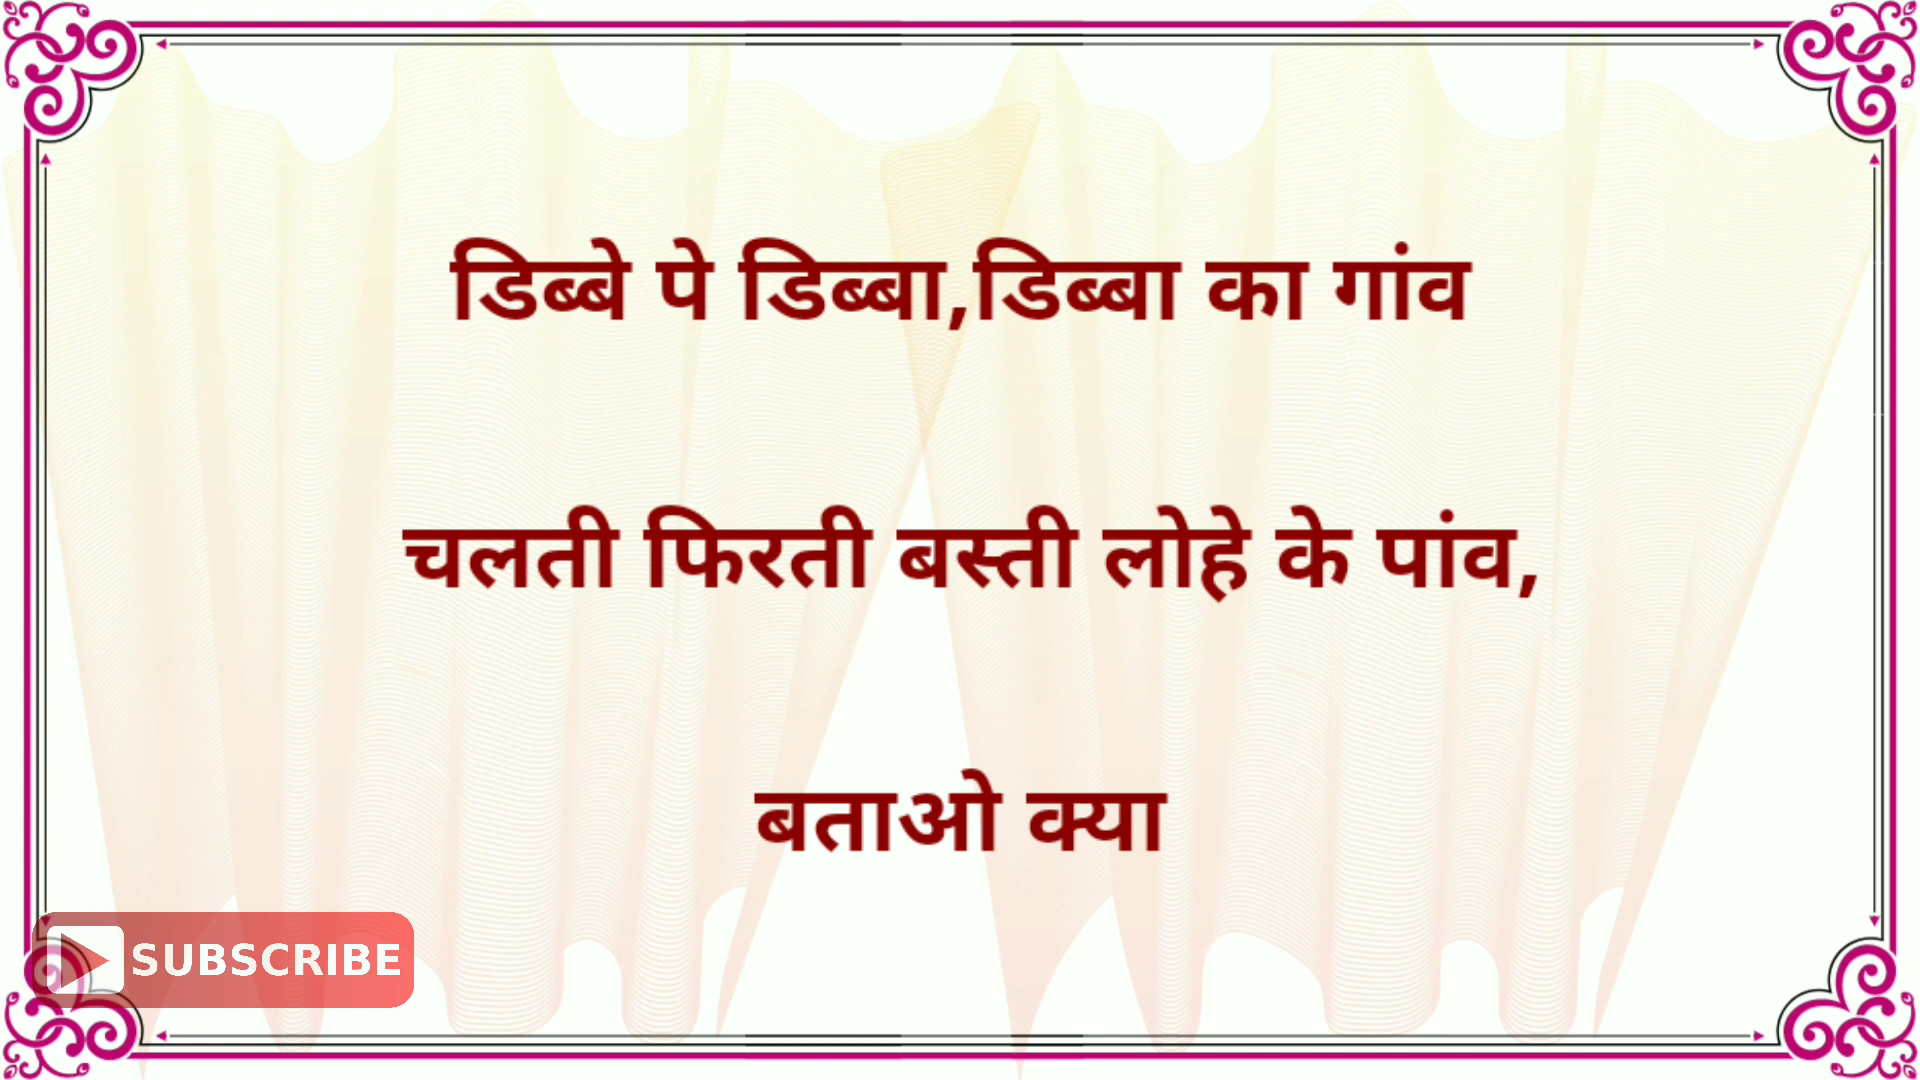 डिब्बे पे डिब्बा,डिब्बा का गांव
चलती फिरती बस्ती लोहे के पांव,
बताओ क्या
SUBSCRIBE